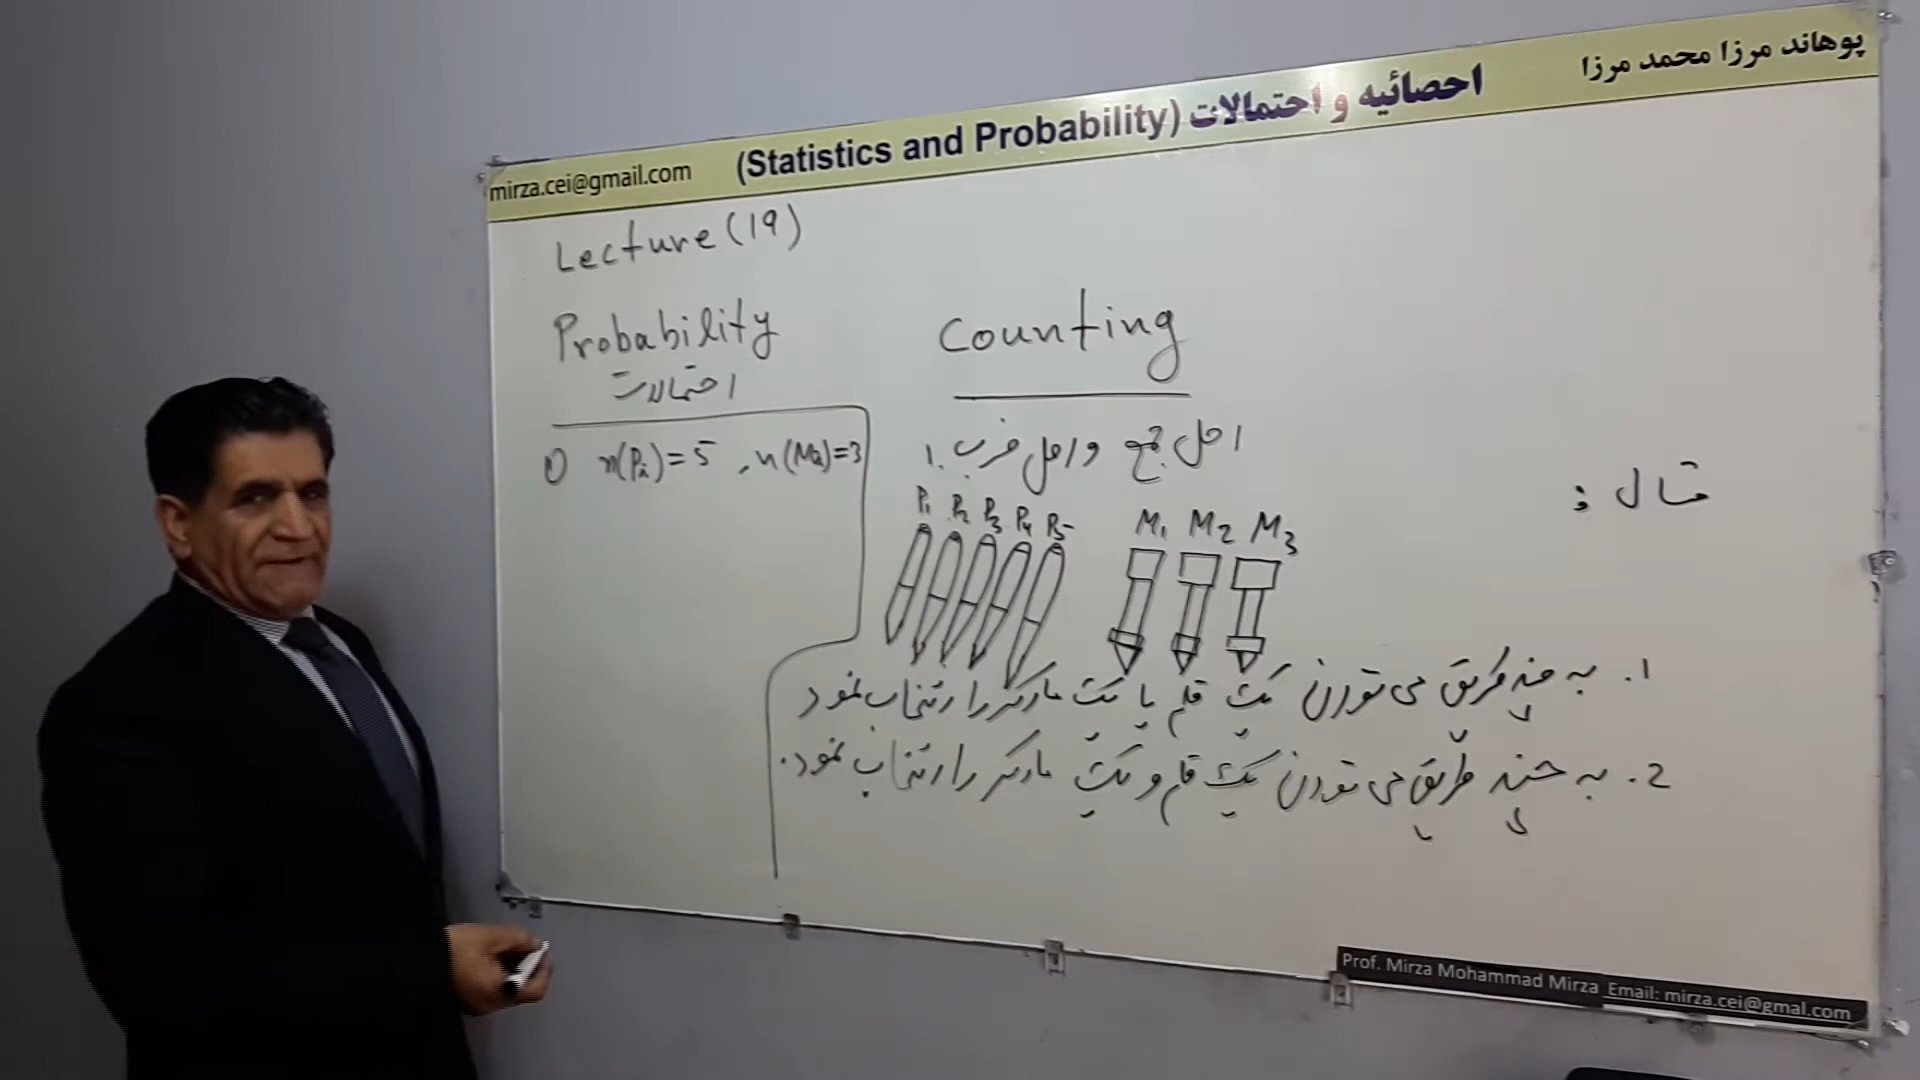 پوهاند مرزا محمد مرزا
احصائیه و احتمالات (Statistics and Probability)
mirza.cei@gmail.com
Lecture (19)
Probability
احتمالات
Counting
1. اصل جمع و اصل ضرب
مثال :
① n(Pi)=5 , n(Mi)=3
P1 P2 P3 P4 P5
M1 M2 M3
1. به چند طریق می توان یک قلم یا یک مارکر را انتخاب نمود
2. به چند طریق می توان یک قلم و یک مارکر را انتخاب نمود.
Prof. Mirza Mohammad Mirza Email: mirza.cei@gmal.com